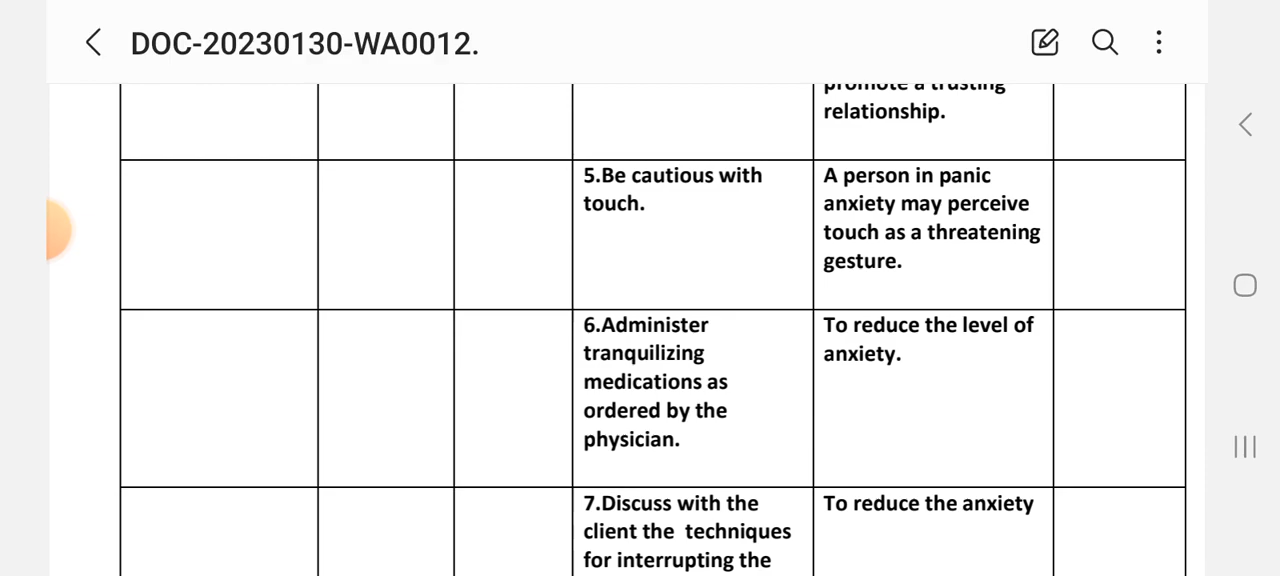 DOC-20230130-WA0012.
promote a trusting
relationship.
5.Be cautious with
touch.
A person in panic
anxiety may perceive
touch as a threatening
gesture.
6.Administer
tranquilizing
medications as
ordered by the
physician.
To reduce the level of
anxiety.
7.Discuss with the
client the  techniques
for interrupting the
To reduce the anxiety